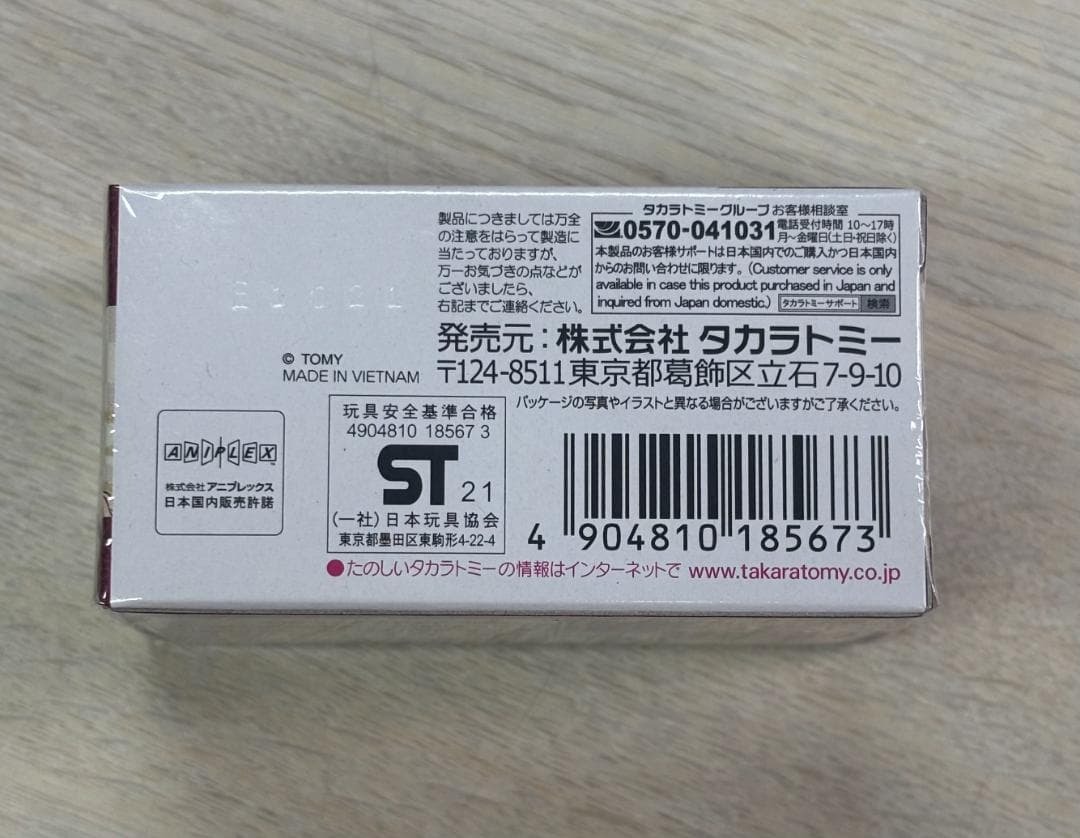 製品につきましては万全
の注意をはらって製造に
当たっておりますが、
万一お気づきの点などが
ございましたら、
右記までご連絡ください。
タカラトミーグループ お客様相談室
0570-041031 電話受付時間 10〜17時
月〜金曜日(土日・祝日除く)
本製品のお客様サポートは日本国内でのご購入かつ日本国内
からのお問い合わせに限ります。(Customer service is only
available in case this product purchased in Japan and
inquired from Japan domestic.) タカラトミーサポート 検索
発売元:株式会社 タカラトミー
〒124-8511 東京都葛飾区立石 7-9-10
© TOMY
MADE IN VIETNAM
パッケージの写真やイラストと異なる場合がございますがご了承ください。
ANIPLEX
株式会社 アニプレックス
日本国内販売許諾
玩具安全基準合格
4904810 18567 3
ST 21
(一社)日本玩具協会
東京都墨田区東駒形4-22-4
4 904810 185673
●たのしいタカラトミーの情報はインターネットで www.takaratomy.co.jp